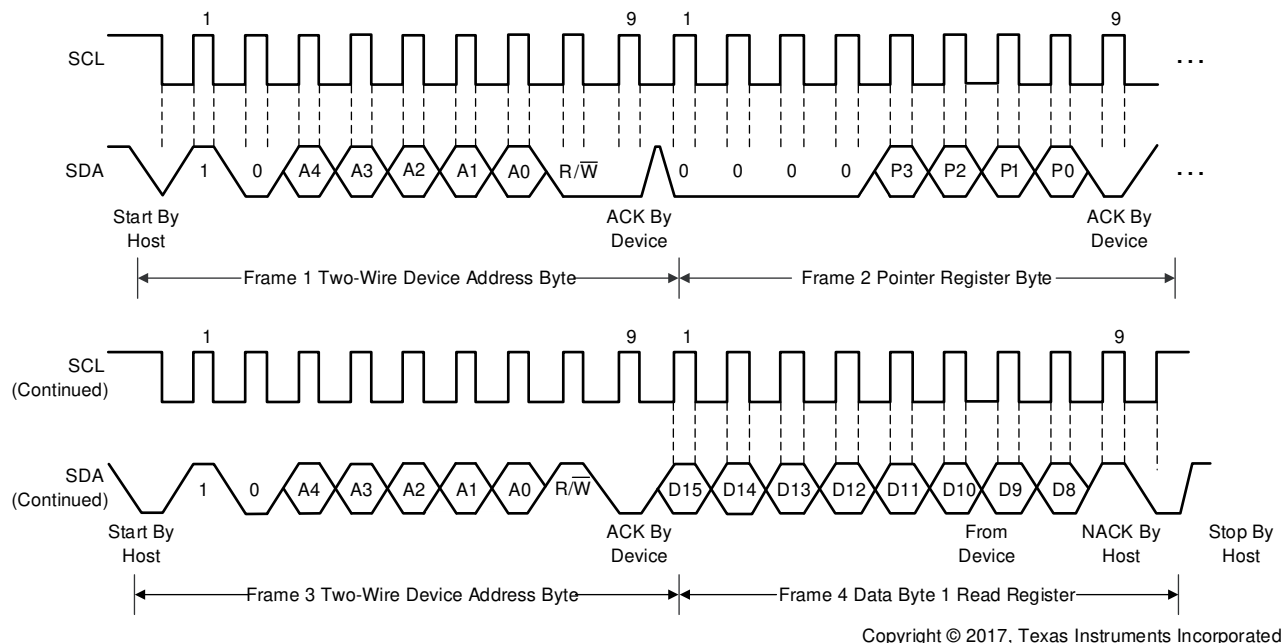 1 9 1 9
SCL ...
SDA 1 0 A4 A3 A2 A1 A0 R/W̅ 0 0 0 0 P3 P2 P1 P0 ...
Start By Host ACK By Device ACK By Device
Frame 1 Two-Wire Device Address Byte Frame 2 Pointer Register Byte
1 9 1 9
SCL (Continued)
SDA (Continued) 1 0 A4 A3 A2 A1 A0 R/W̅ D15 D14 D13 D12 D11 D10 D9 D8
Start By Host ACK By Device From Device NACK By Host Stop By Host
Frame 3 Two-Wire Device Address Byte Frame 4 Data Byte 1 Read Register
Copyright © 2017, Texas Instruments Incorporated